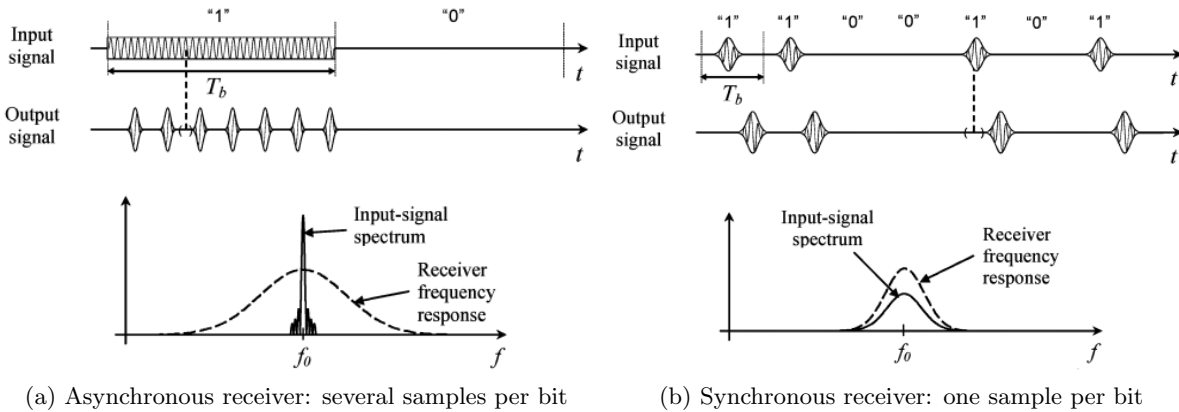 “1”
“0”
Input
signal
t
T_b
Output
signal
t
Input-signal
spectrum
Receiver
frequency
response
f_0
f
(a) Asynchronous receiver: several samples per bit
“1” “1” “0” “0” “1” “0” “1”
Input
signal
t
T_b
Output
signal
t
Input-signal
spectrum
Receiver
frequency
response
f_0
f
(b) Synchronous receiver: one sample per bit